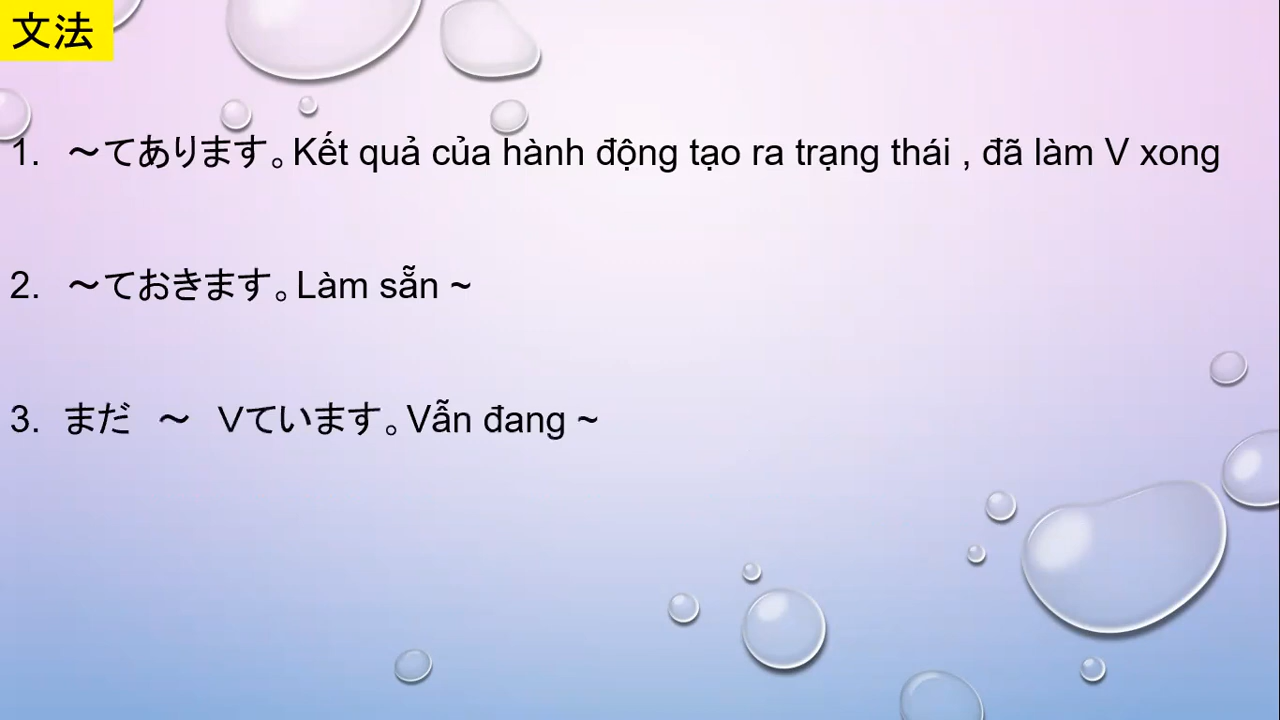 文法
1. ～てあります。Kết quả của hành động tạo ra trạng thái , đã làm V xong
2. ～ておきます。Làm sẵn ~
3. まだ　～　Vています。Vẫn đang ~